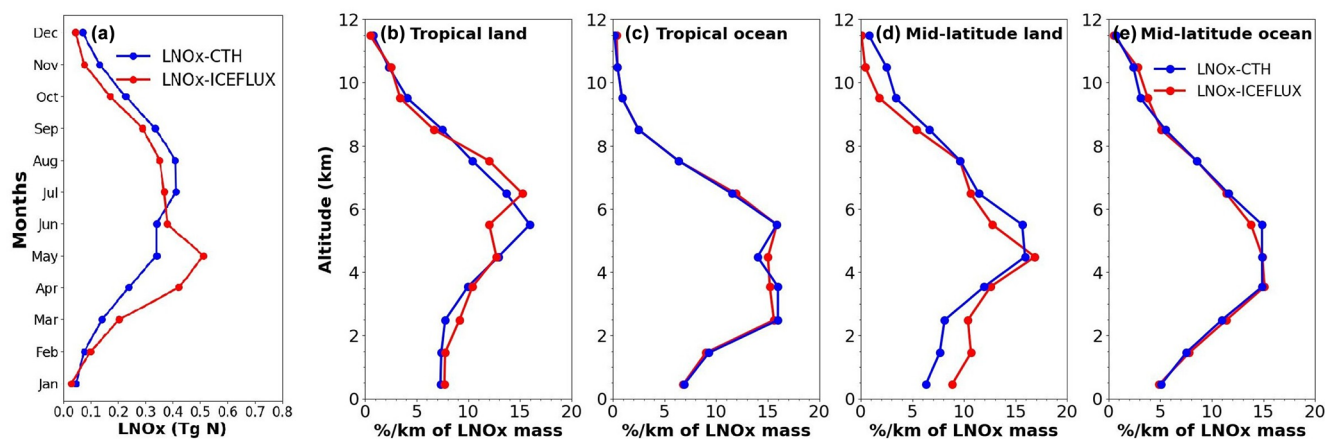 (a)
LNOx-CTH
LNOx-ICEFLUX
Months
Dec
Nov
Oct
Sep
Aug
Jul
Jun
May
Apr
Mar
Feb
Jan
0.0 0.1 0.2 0.3 0.4 0.5 0.6 0.7 0.8
LNOx (Tg N)
(b) Tropical land
Altitude (km)
12
10
8
6
4
2
0
0 5 10 15 20
%/km of LNOx mass
(c) Tropical ocean
12
10
8
6
4
2
0
0 5 10 15 20
%/km of LNOx mass
(d) Mid-latitude land
12
10
8
6
4
2
0
0 5 10 15 20
%/km of LNOx mass
(e) Mid-latitude ocean
LNOx-CTH
LNOx-ICEFLUX
12
10
8
6
4
2
0
0 5 10 15 20
%/km of LNOx mass